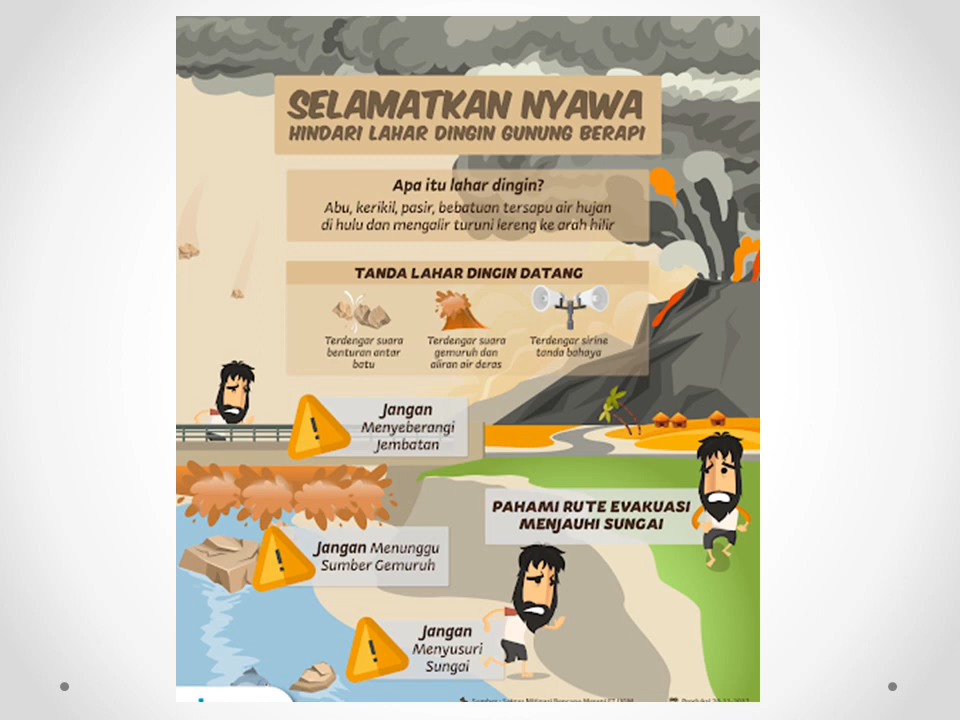 SELAMATKAN NYAWA
HINDARI LAHAR DINGIN GUNUNG BERAPI
Apa itu lahar dingin?
Abu, kerikil, pasir, bebatuan tersapu air hujan
di hulu dan mengalir turuni lereng ke arah hilir
TANDA LAHAR DINGIN DATANG
Terdengar suara
benturan antar
batu
Terdengar suara
gemuruh dan
aliran air deras
Terdengar sirine
tanda bahaya
Jangan
Menyeberangi
Jembatan
PAHAMI RUTE EVAKUASI
MENJAUHI SUNGAI
Jangan Menunggu
Sumber Gemuruh
Jangan
Menyusuri
Sungai